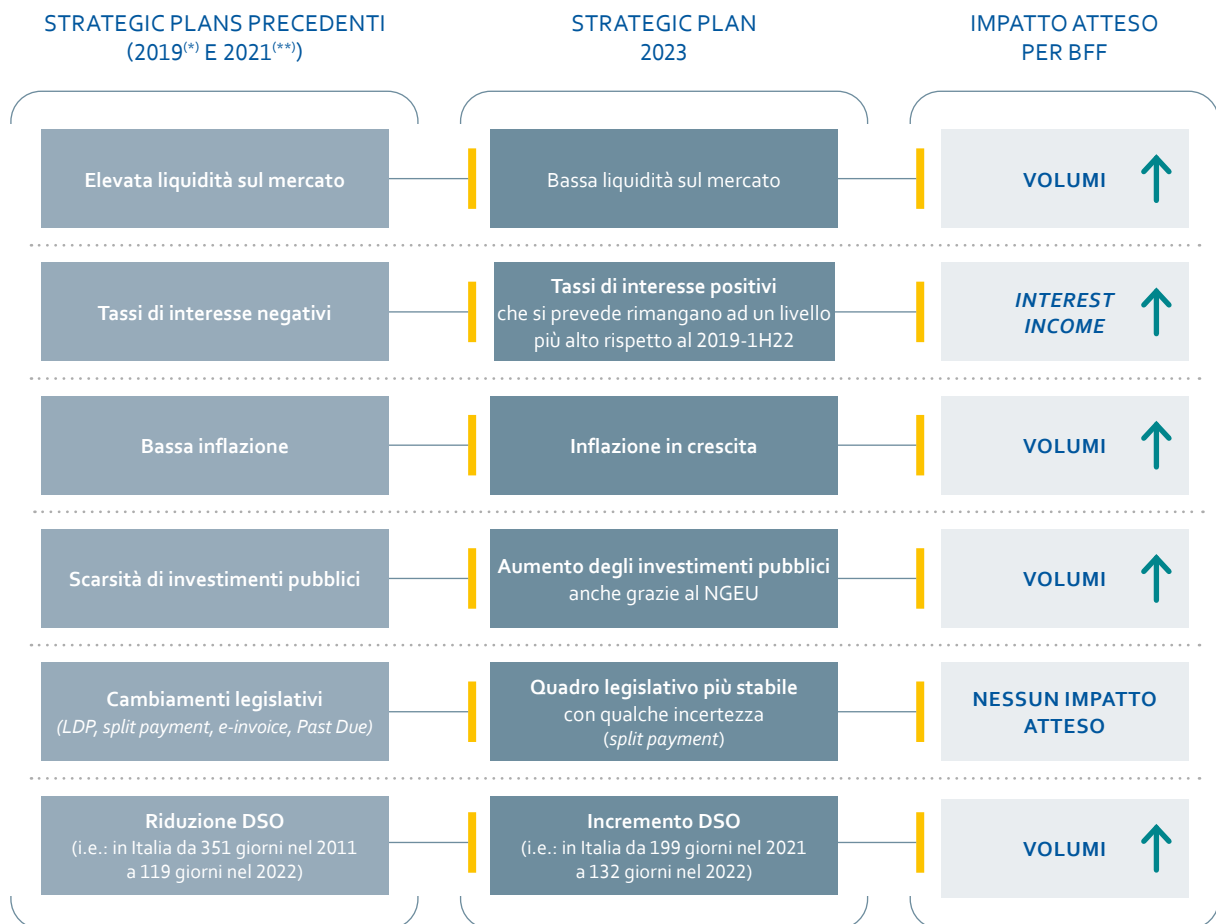 STRATEGIC PLANS PRECEDENTI
(2019(*) E 2021(**))
STRATEGIC PLAN
2023
IMPATTO ATTESO
PER BFF
Elevata liquidità sul mercato
Bassa liquidità sul mercato
VOLUMI
Tassi di interesse negativi
Tassi di interesse positivi
che si prevede rimangano ad un livello
più alto rispetto al 2019-1H22
INTEREST
INCOME
Bassa inflazione
Inflazione in crescita
VOLUMI
Scarsità di investimenti pubblici
Aumento degli investimenti pubblici
anche grazie al NGEU
VOLUMI
Cambiamenti legislativi
(LDP, split payment, e-invoice, Past Due)
Quadro legislativo più stabile
con qualche incertezza
(split payment)
NESSUN IMPATTO
ATTESO
Riduzione DSO
(i.e.: in Italia da 351 giorni nel 2011
a 119 giorni nel 2022)
Incremento DSO
(i.e.: in Italia da 199 giorni nel 2021
a 132 giorni nel 2022)
VOLUMI